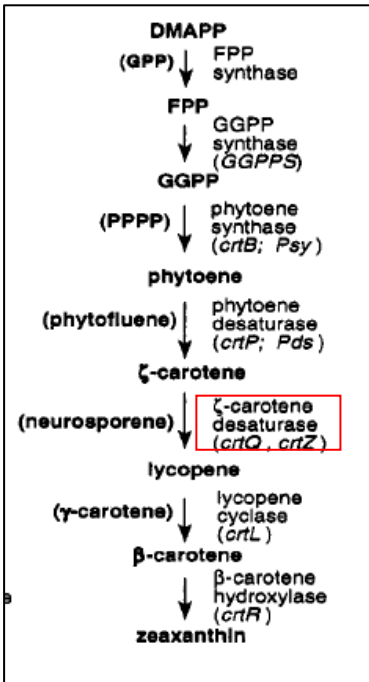 DMAPP
(GPP) FPP
synthase
FPP
GGPP
synthase
(GGPPS)
GGPP
(PPPP) phytoene
synthase
(crtB; Psy)
phytoene
(phytofluene) phytoene
desaturase
(crtP; Pds)
ζ-carotene
(neurosporene) ζ-carotene
desaturase
(crtQ, crtZ)
lycopene
(γ-carotene) lycopene
cyclase
(crtL)
β-carotene
β-carotene
e hydroxylase
(crtR)
zeaxanthin